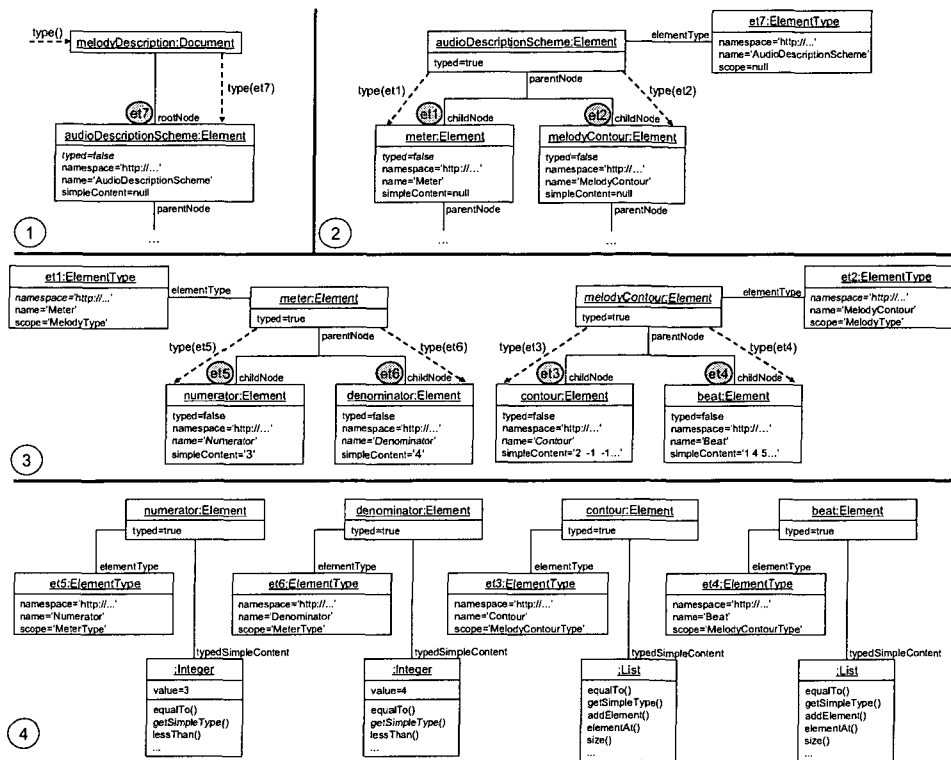 type()
melodyDescription:Document
type(et7)
et7
rootNode
audioDescriptionScheme:Element
typed=false
namespace='http://...'
name='AudioDescriptionScheme'
simpleContent=null
parentNode
...
1
audioDescriptionScheme:Element
typed=true
elementType
et7:ElementType
namespace='http://...'
name='AudioDescriptionScheme'
scope=null
parentNode
type(et1)
type(et2)
et1
childNode
et2
childNode
meter:Element
typed=false
namespace='http://...'
name='Meter'
simpleContent=null
parentNode
...
melodyContour:Element
typed=false
namespace='http://...'
name='MelodyContour'
simpleContent=null
parentNode
...
2
et1:ElementType
namespace='http://...'
name='Meter'
scope='MelodyType'
elementType
meter:Element
typed=true
parentNode
type(et5)
type(et6)
et5
childNode
et6
childNode
numerator:Element
typed=false
namespace='http://...'
name='Numerator'
simpleContent='3'
denominator:Element
typed=false
namespace='http://...'
name='Denominator'
simpleContent='4'
melodyContour:Element
typed=true
elementType
et2:ElementType
namespace='http://...'
name='MelodyContour'
scope='MelodyType'
parentNode
type(et3)
type(et4)
et3
childNode
et4
childNode
contour:Element
typed=false
namespace='http://...'
name='Contour'
simpleContent='2 -1 -1...'
beat:Element
typed=false
namespace='http://...'
name='Beat'
simpleContent='1 4 5...'
3
numerator:Element
typed=true
elementType
et5:ElementType
namespace='http://...'
name='Numerator'
scope='MeterType'
typedSimpleContent
:Integer
value=3
equalTo()
getSimpleType()
lessThan()
...
denominator:Element
typed=true
elementType
et6:ElementType
namespace='http://...'
name='Denominator'
scope='MeterType'
typedSimpleContent
:Integer
value=4
equalTo()
getSimpleType()
lessThan()
...
contour:Element
typed=true
elementType
et3:ElementType
namespace='http://...'
name='Contour'
scope='MelodyContourType'
typedSimpleContent
:List
equalTo()
getSimpleType()
addElement()
elementAt()
size()
...
beat:Element
typed=true
elementType
et4:ElementType
namespace='http://...'
name='Beat'
scope='MelodyContourType'
typedSimpleContent
:List
equalTo()
getSimpleType()
addElement()
elementAt()
size()
...
4